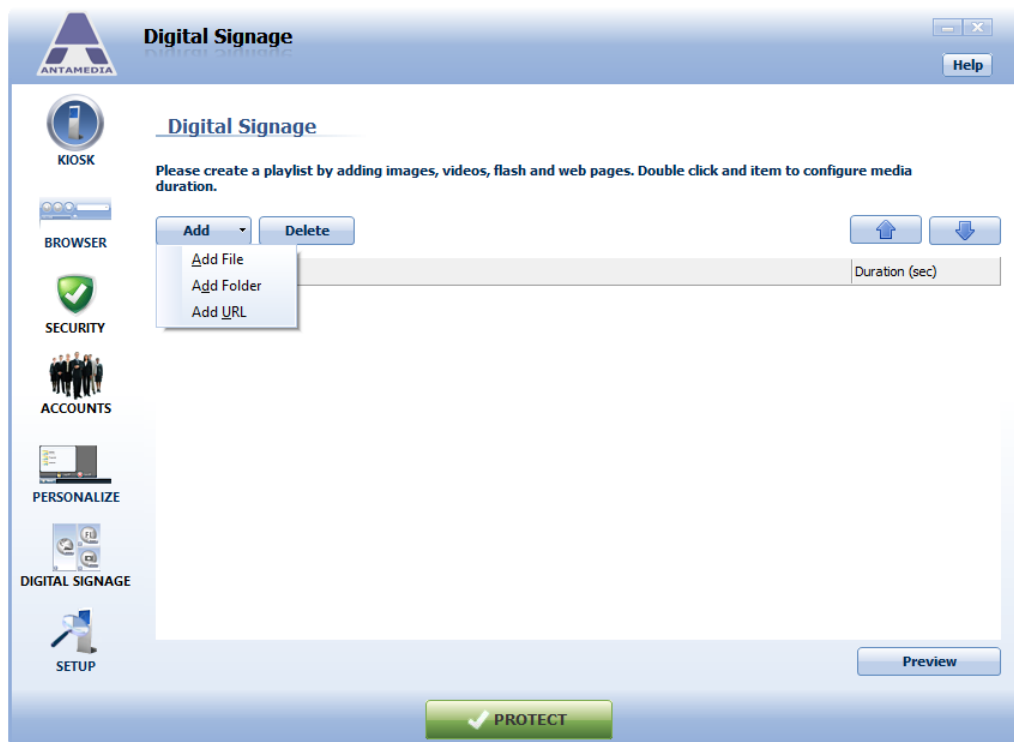 Digital Signage
ANTAMEDIA
Help
KIOSK
BROWSER
SECURITY
ACCOUNTS
PERSONALIZE
DIGITAL SIGNAGE
SETUP
Digital Signage
Please create a playlist by adding images, videos, flash and web pages. Double click and item to configure media
duration.
Add
Delete
Add File
Add Folder
Add URL
Duration (sec)
Preview
PROTECT